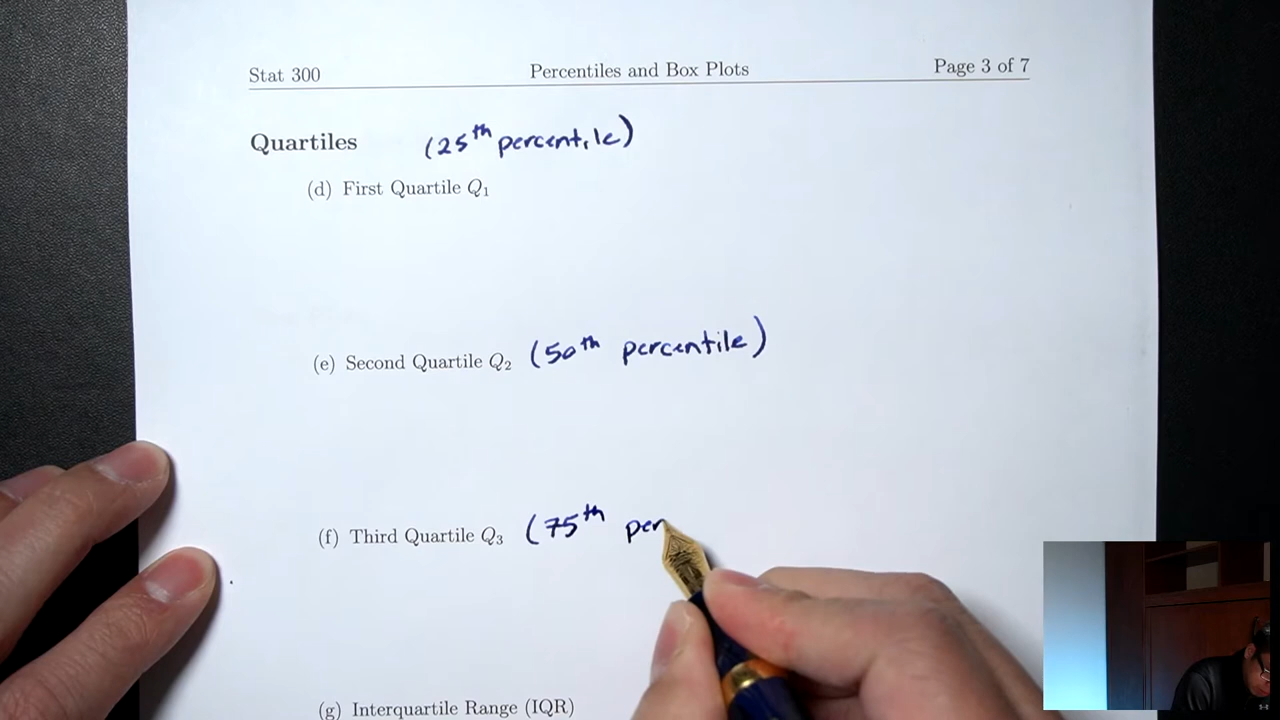 Stat 300 Percentiles and Box Plots Page 3 of 7
Quartiles (25th percentile)
(d) First Quartile Q1
(e) Second Quartile Q2 (50th percentile)
(f) Third Quartile Q3 (75th per
(g) Interquartile Range (IQR)